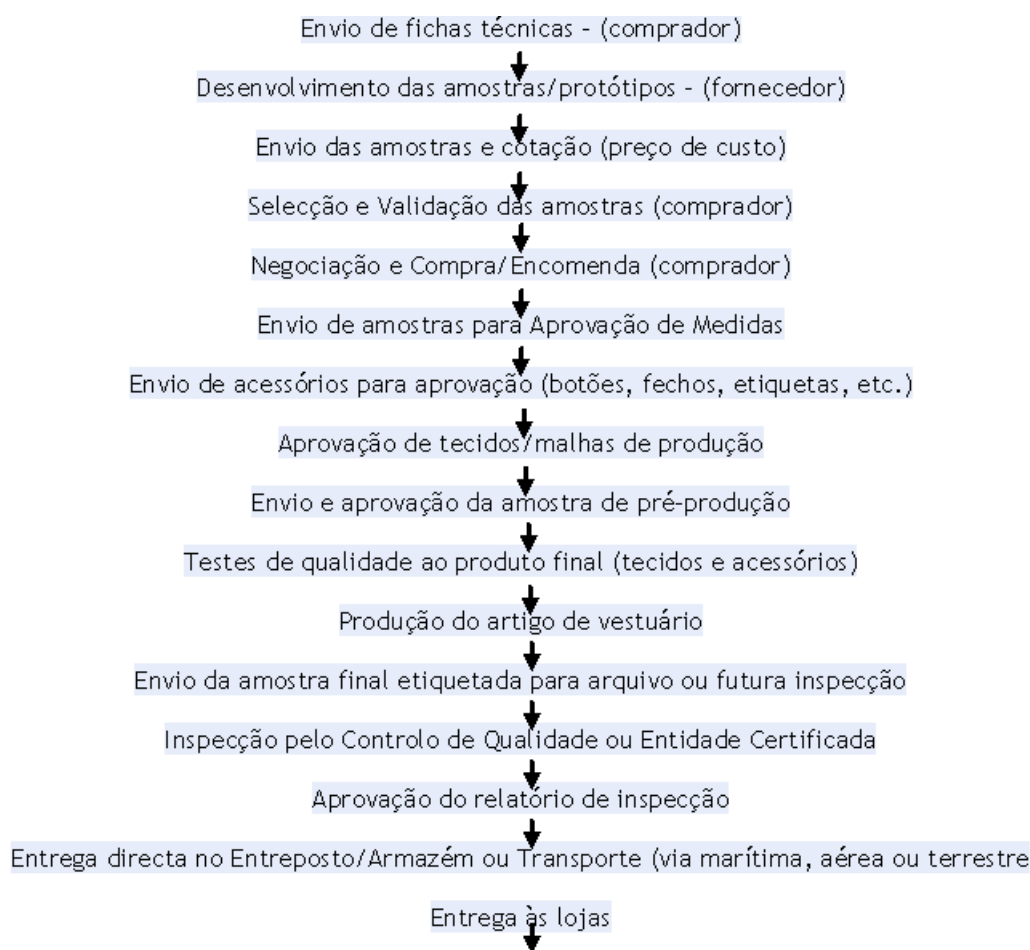 Envio de fichas técnicas - (comprador)
Desenvolvimento das amostras/protótipos - (fornecedor)
Envio das amostras e cotação (preço de custo)
Selecção e Validação das amostras (comprador)
Negociação e Compra/Encomenda (comprador)
Envio de amostras para Aprovação de Medidas
Envio de acessórios para aprovação (botões, fechos, etiquetas, etc.)
Aprovação de tecidos/malhas de produção
Envio e aprovação da amostra de pré-produção
Testes de qualidade ao produto final (tecidos e acessórios)
Produção do artigo de vestuário
Envio da amostra final etiquetada para arquivo ou futura inspecção
Inspecção pelo Controlo de Qualidade ou Entidade Certificada
Aprovação do relatório de inspecção
Entrega directa no Entreposto/Armazém ou Transporte (via marítima, aérea ou terrestre
Entrega às lojas